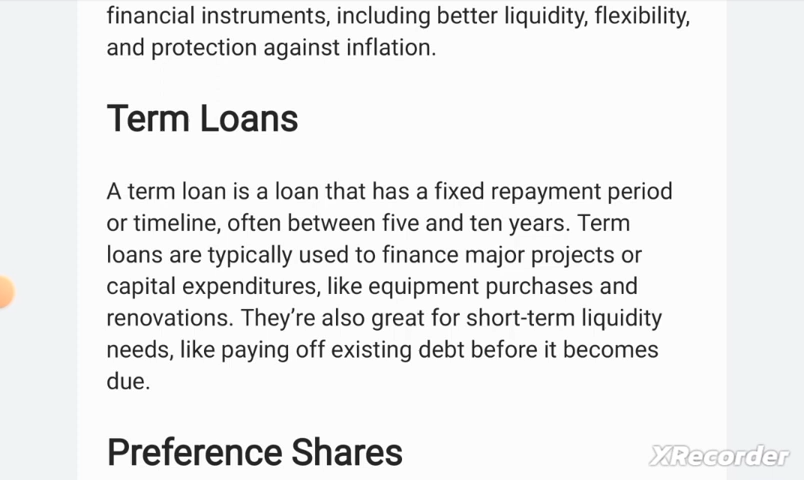 financial instruments, including better liquidity, flexibility,
and protection against inflation.
Term Loans
A term loan is a loan that has a fixed repayment period
or timeline, often between five and ten years. Term
loans are typically used to finance major projects or
capital expenditures, like equipment purchases and
renovations. They’re also great for short-term liquidity
needs, like paying off existing debt before it becomes
due.
Preference Shares
XRecorder